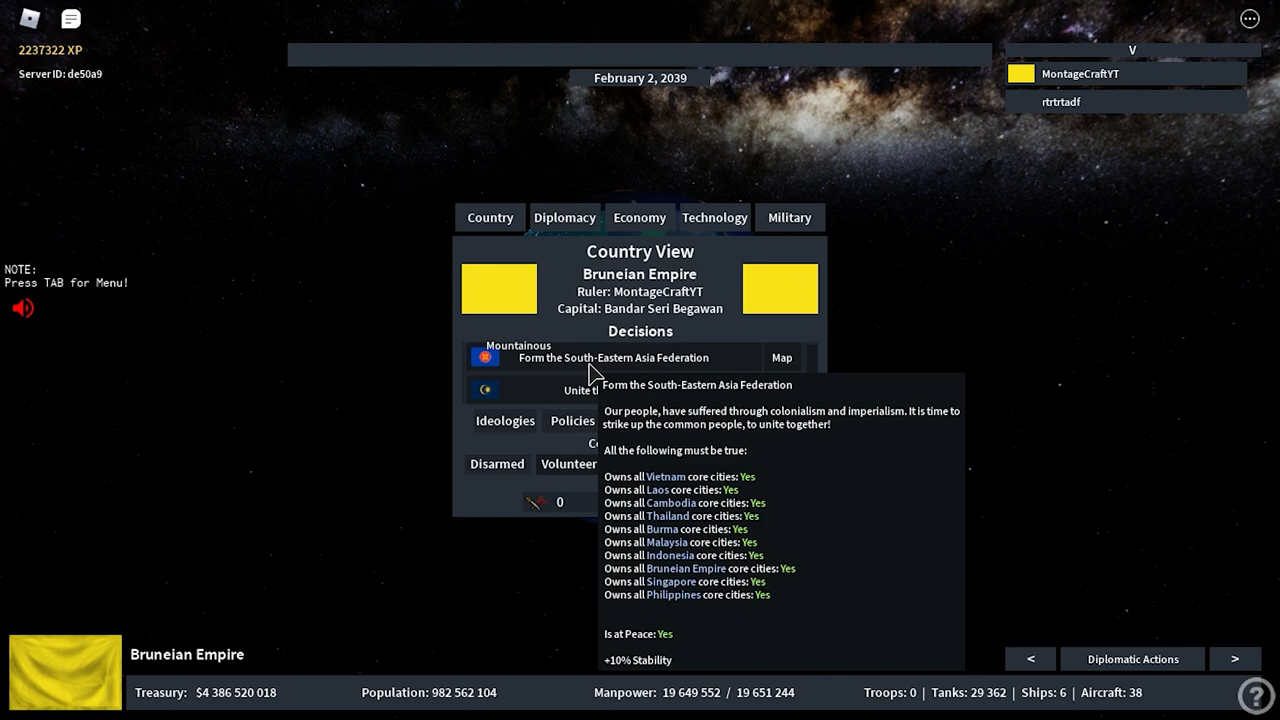 2237322 XP
ServerID: de50a9
February 2, 2039
V
MontageCraftYT
rtrtrtadf
NOTE:
Press TAB for Menu!
Country
Diplomacy
Economy
Technology
Military
Country View
Bruneian Empire
Ruler: MontageCraftYT
Capital: Bandar Seri Begawan
Decisions
Mountainous
Form the South-Eastern Asia Federation
Map
Unite t
Ideologies
Policies
Disarmed
Volunteer
0
Form the South-Eastern Asia Federation
Our people, have suffered through colonialism and imperialism. It is time to
strike up the common people, to unite together!
All the following must be true:
Owns all Vietnam core cities: Yes
Owns all Laos core cities: Yes
Owns all Cambodia core cities: Yes
Owns all Thailand core cities: Yes
Owns all Burma core cities: Yes
Owns all Malaysia core cities: Yes
Owns all Indonesia core cities: Yes
Owns all Bruneian Empire core cities: Yes
Owns all Singapore core cities: Yes
Owns all Philippines core cities: Yes
Is at Peace: Yes
+10% Stability
Bruneian Empire
<
Diplomatic Actions
>
Treasury: $4 386 520 018
Population: 982 562 104
Manpower: 19 649 552 / 19 651 244
Troops: 0 | Tanks: 29 362 | Ships: 6 | Aircraft: 38
?